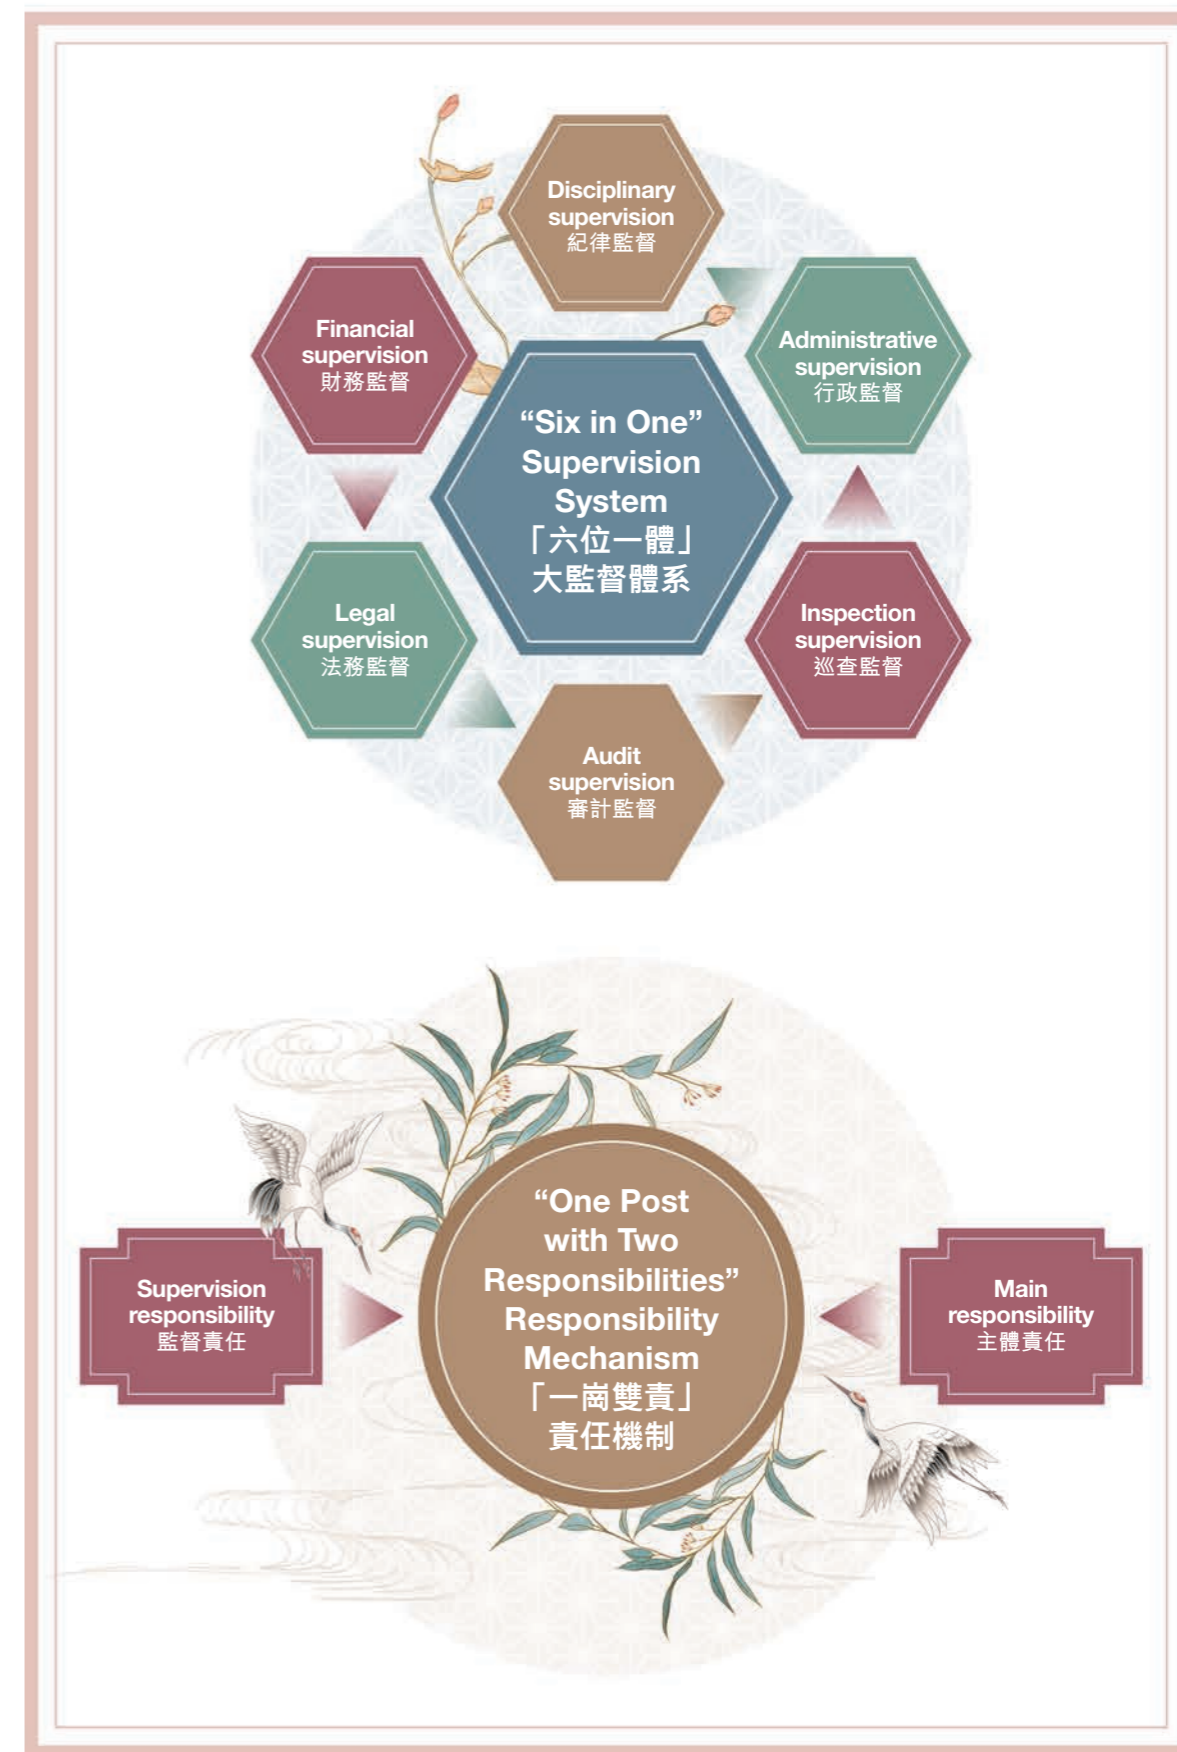 Disciplinary
supervision
紀律監督
Financial
supervision
財務監督
Administrative
supervision
行政監督
“Six in One”
Supervision
System
「六位一體」
大監督體系
Legal
supervision
法務監督
Inspection
supervision
巡查監督
Audit
supervision
審計監督
“One Post
with Two
Responsibilities”
Responsibility
Mechanism
「一崗雙責」
責任機制
Supervision
responsibility
監督責任
Main
responsibility
主體責任